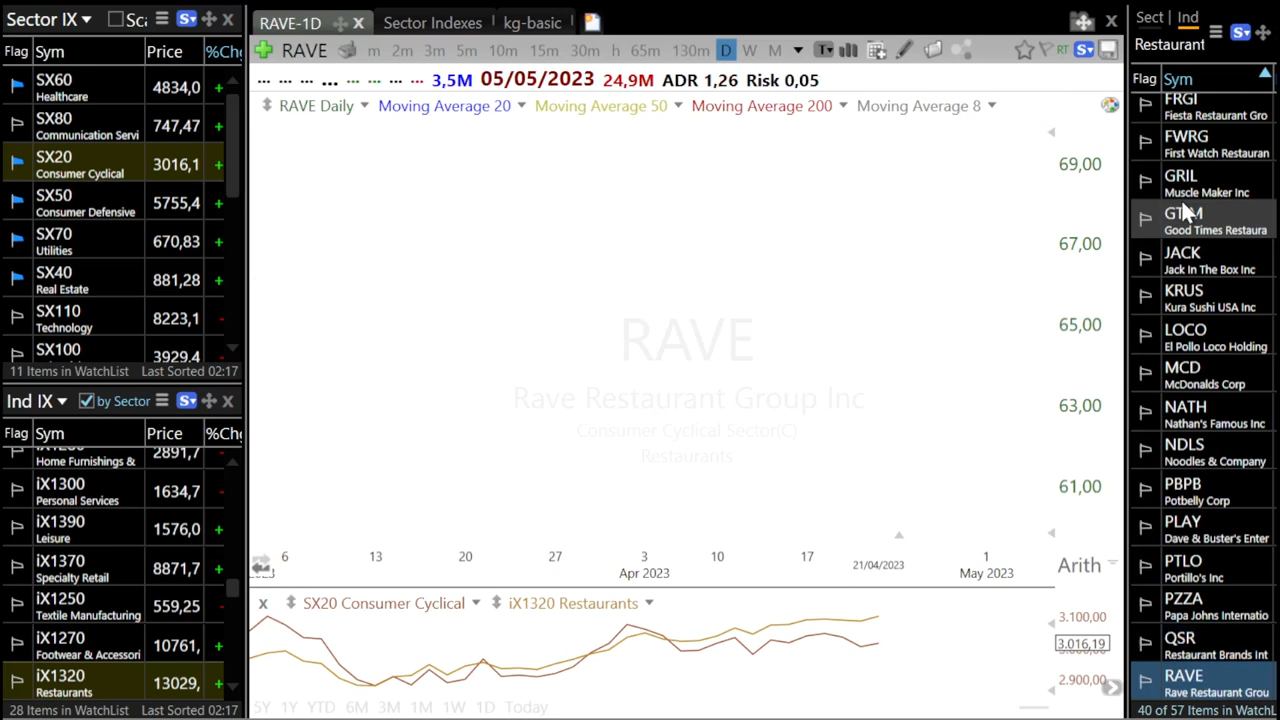 Sector IX
Sca
Flag Sym Price %Chg
SX60 4834,0 +
Healthcare
SX80 747,47 +
Communication Servi
SX20 3016,1 +
Consumer Cyclical
SX50 5755,4 +
Consumer Defensive
SX70 670,83 +
Utilities
SX40 881,28 +
Real Estate
SX110 8223,1 -
Technology
SX100 3929,4 -
11 Items in WatchList Last Sorted 02:17
Ind IX by Sector
Flag Sym Price %Chg
2891,7 -
Home Furnishings &
iX1300 1634,7 -
Personal Services
iX1390 1576,0 +
Leisure
iX1370 8871,7 +
Specialty Retail
iX1250 559,25 -
Textile Manufacturing
iX1270 10761, +
Footwear & Accessori
iX1320 13029, +
Restaurants
28 Items in WatchList Last Sorted 02:17
RAVE-1D Sector Indexes kg-basic
RAVE m 2m 3m 5m 10m 15m 30m h 65m 130m D W M T RT S
... ... ... ... ... ... ... ... 3,5M 05/05/2023 24,9M ADR 1,26 Risk 0,05
RAVE Daily Moving Average 20 Moving Average 50 Moving Average 200 Moving Average 8
69,00
67,00
65,00
63,00
61,00
RAVE
Rave Restaurant Group Inc
Consumer Cyclical Sector(C)
Restaurants
6 13 20 27 3 10 17 21/04/2023 1
Apr 2023 May 2023
Arith
x SX20 Consumer Cyclical iX1320 Restaurants
3.100,00
3.016,19
2.900,00
5Y 1Y YTD 6M 3M 1M 1W 1D Today
Sect Ind
Restaurant
Flag Sym
FRGI
Fiesta Restaurant Gro
FWRG
First Watch Restauran
GRIL
Muscle Maker Inc
Good Times Restaura
JACK
Jack In The Box Inc
KRUS
Kura Sushi USA Inc
LOCO
El Pollo Loco Holding
MCD
McDonalds Corp
NATH
Nathan's Famous Inc
NDLS
Noodles & Company
PBPB
Potbelly Corp
PLAY
Dave & Buster's Enter
PTLO
Portillo's Inc
PZZA
Papa Johns Internatio
QSR
Restaurant Brands Int
RAVE
Rave Restaurant Grou
40 of 57 Items in WatchL